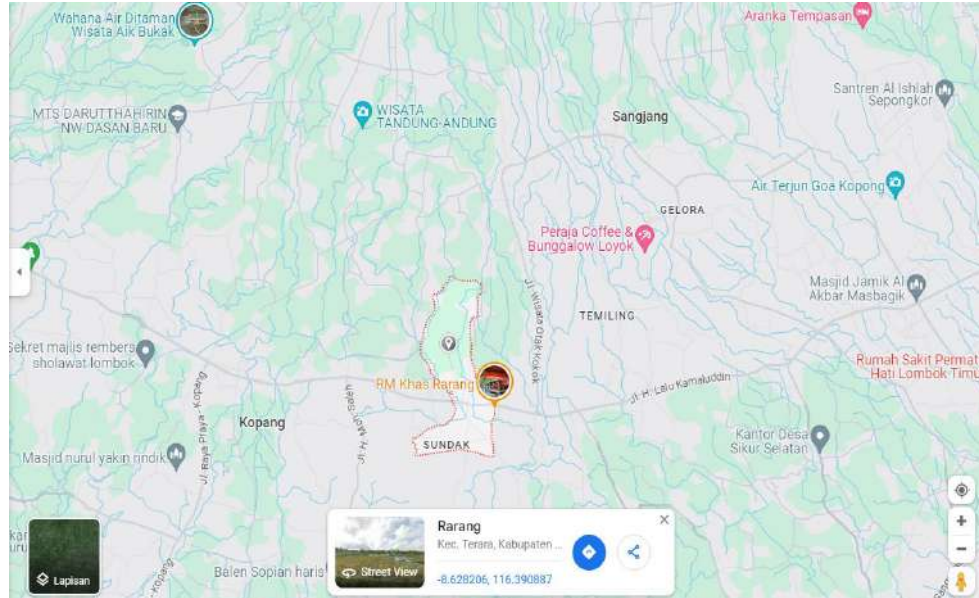 Wahana Air Ditaman
Wisata Aik Bukak
Aranka Tempasan
MTS DARUTTHAHIRIN
NW DASAN BARU
WISATA
TANDUNG-ANDUNG
Sangjang
Santren Al Ishlah
Sepongkor
Air Terjun Goa Kopong
GELORA
Peraja Coffee &
Bunggalow Loyok
Jl. Wisata Otak Kokok
Masjid Jamik Al
Akbar Masbagik
TEMILING
Sekret majlis rembers
sholawat lombok
Rumah Sakit Permat
Hati Lombok Timu
RM Khas Rarang
Jl. H. Lalu Kamaluddin
Jl. Raya Praya - Kopang
Kopang
Jl. H. Moh. Saleh
SUNDAK
Kantor Desa
Sikur Selatan
Masjid nurul yakin rindik
Rarang
Kec. Terara, Kabupaten ...
Street View
-8.628206, 116.390887
Lapisan
Balen Sopian haris